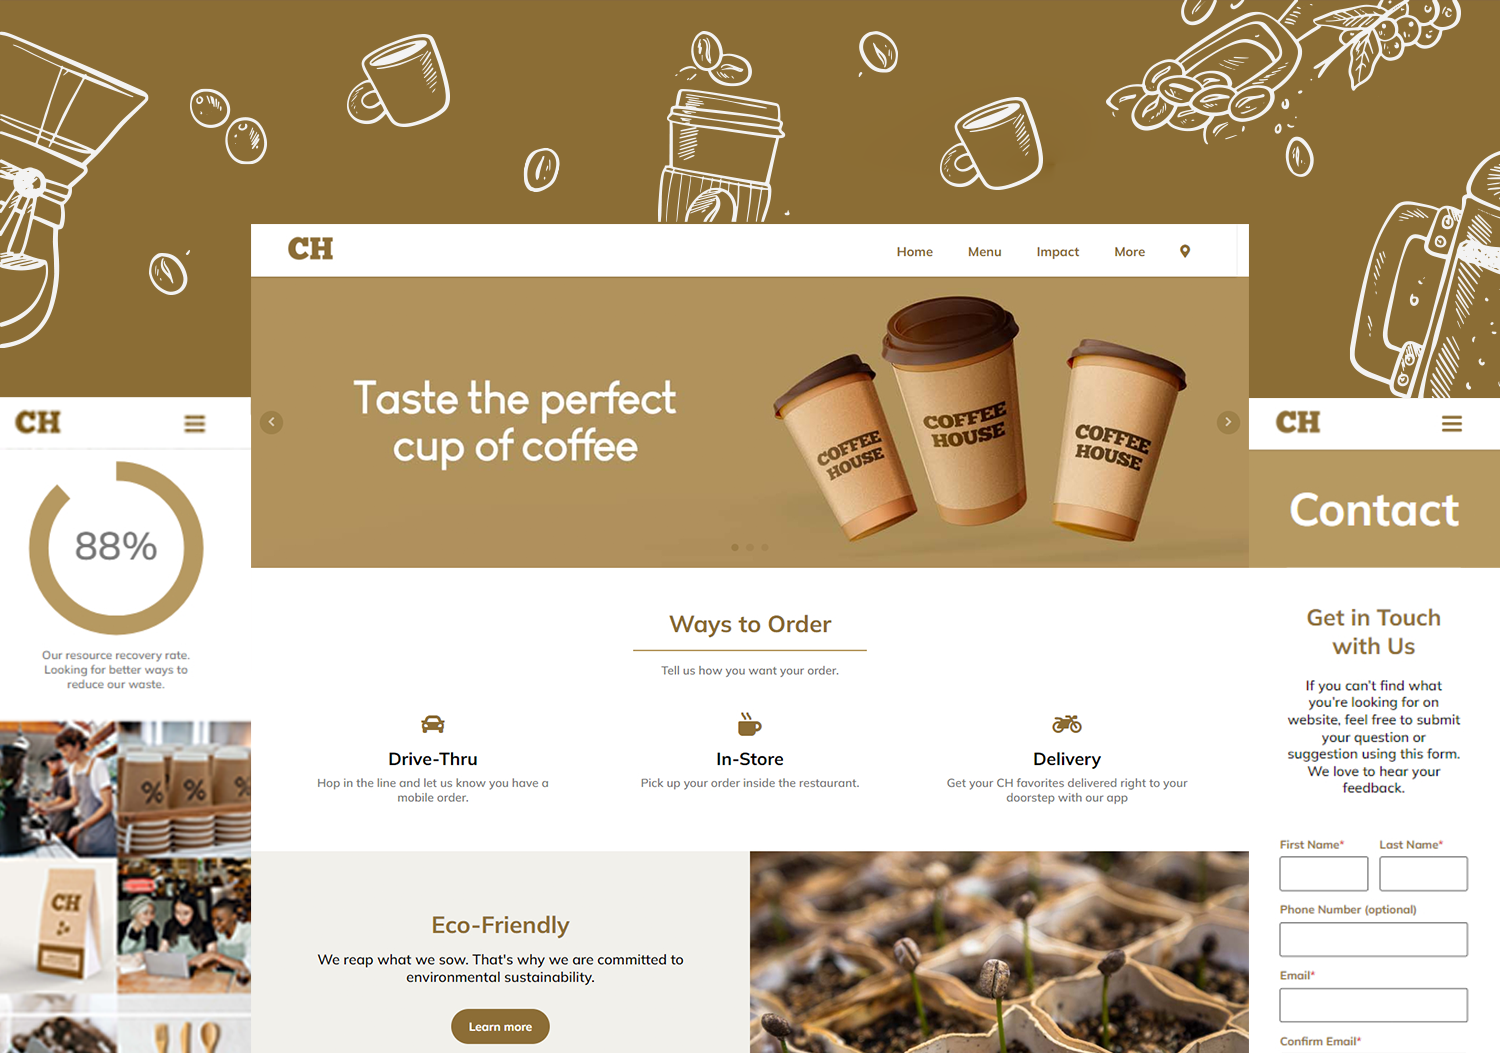 CH
Home
Menu
Impact
More
Taste the perfect
cup of coffee
COFFEE
HOUSE
COFFEE
HOUSE
COFFEE
HOUSE
Ways to Order
Tell us how you want your order.
Drive-Thru
Hop in the line and let us know you have a
mobile order.
In-Store
Pick up your order inside the restaurant.
Delivery
Get your CH favorites delivered right to your
doorstep with our app
Eco-Friendly
We reap what we sow. That's why we are committed to
environmental sustainability.
Learn more
CH
88%
Our resource recovery rate.
Looking for better ways to
reduce our waste.
%
%
%
CH
CH
Contact
Get in Touch
with Us
If you can't find what
you're looking for on
website, feel free to submit
your question or
suggestion using this form.
We love to hear your
feedback.
First Name*
Last Name*
Phone Number (optional)
Email*
Confirm Email*